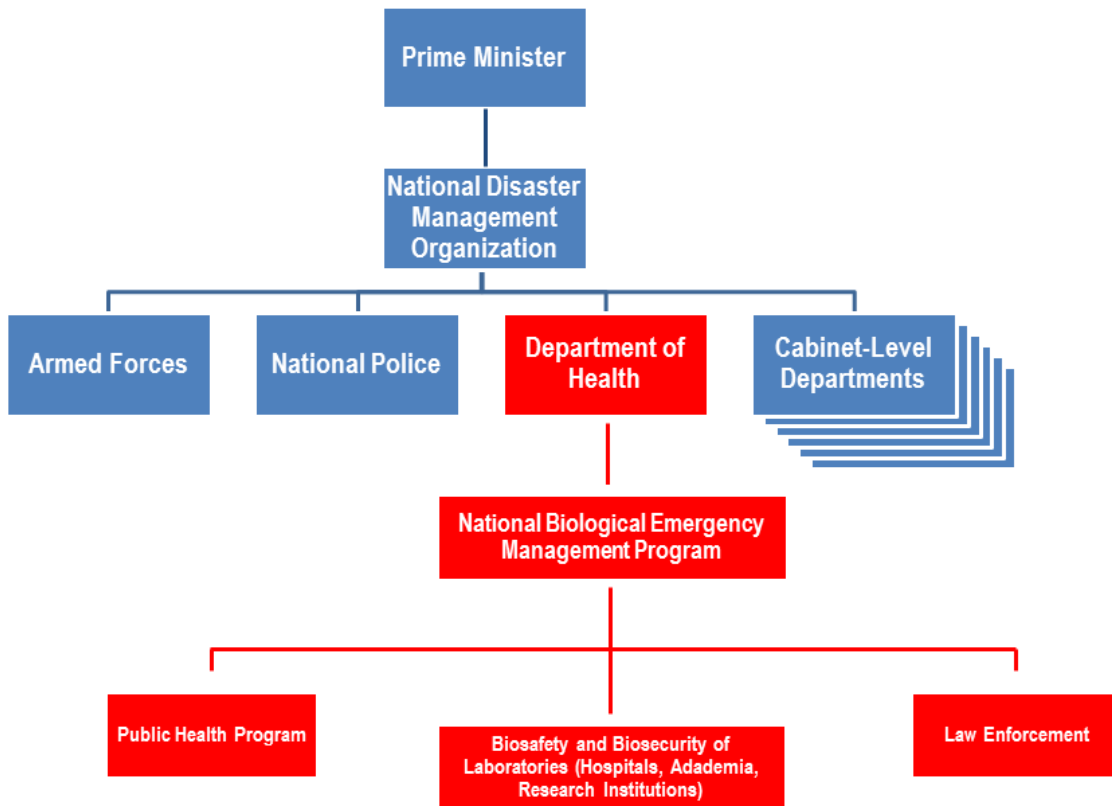 Prime Minister
National Disaster
Management
Organization
Armed Forces
National Police
Department of
Health
Cabinet-Level
Departments
National Biological Emergency
Management Program
Public Health Program
Biosafety and Biosecurity of
Laboratories (Hospitals, Adademia,
Research Institutions)
Law Enforcement